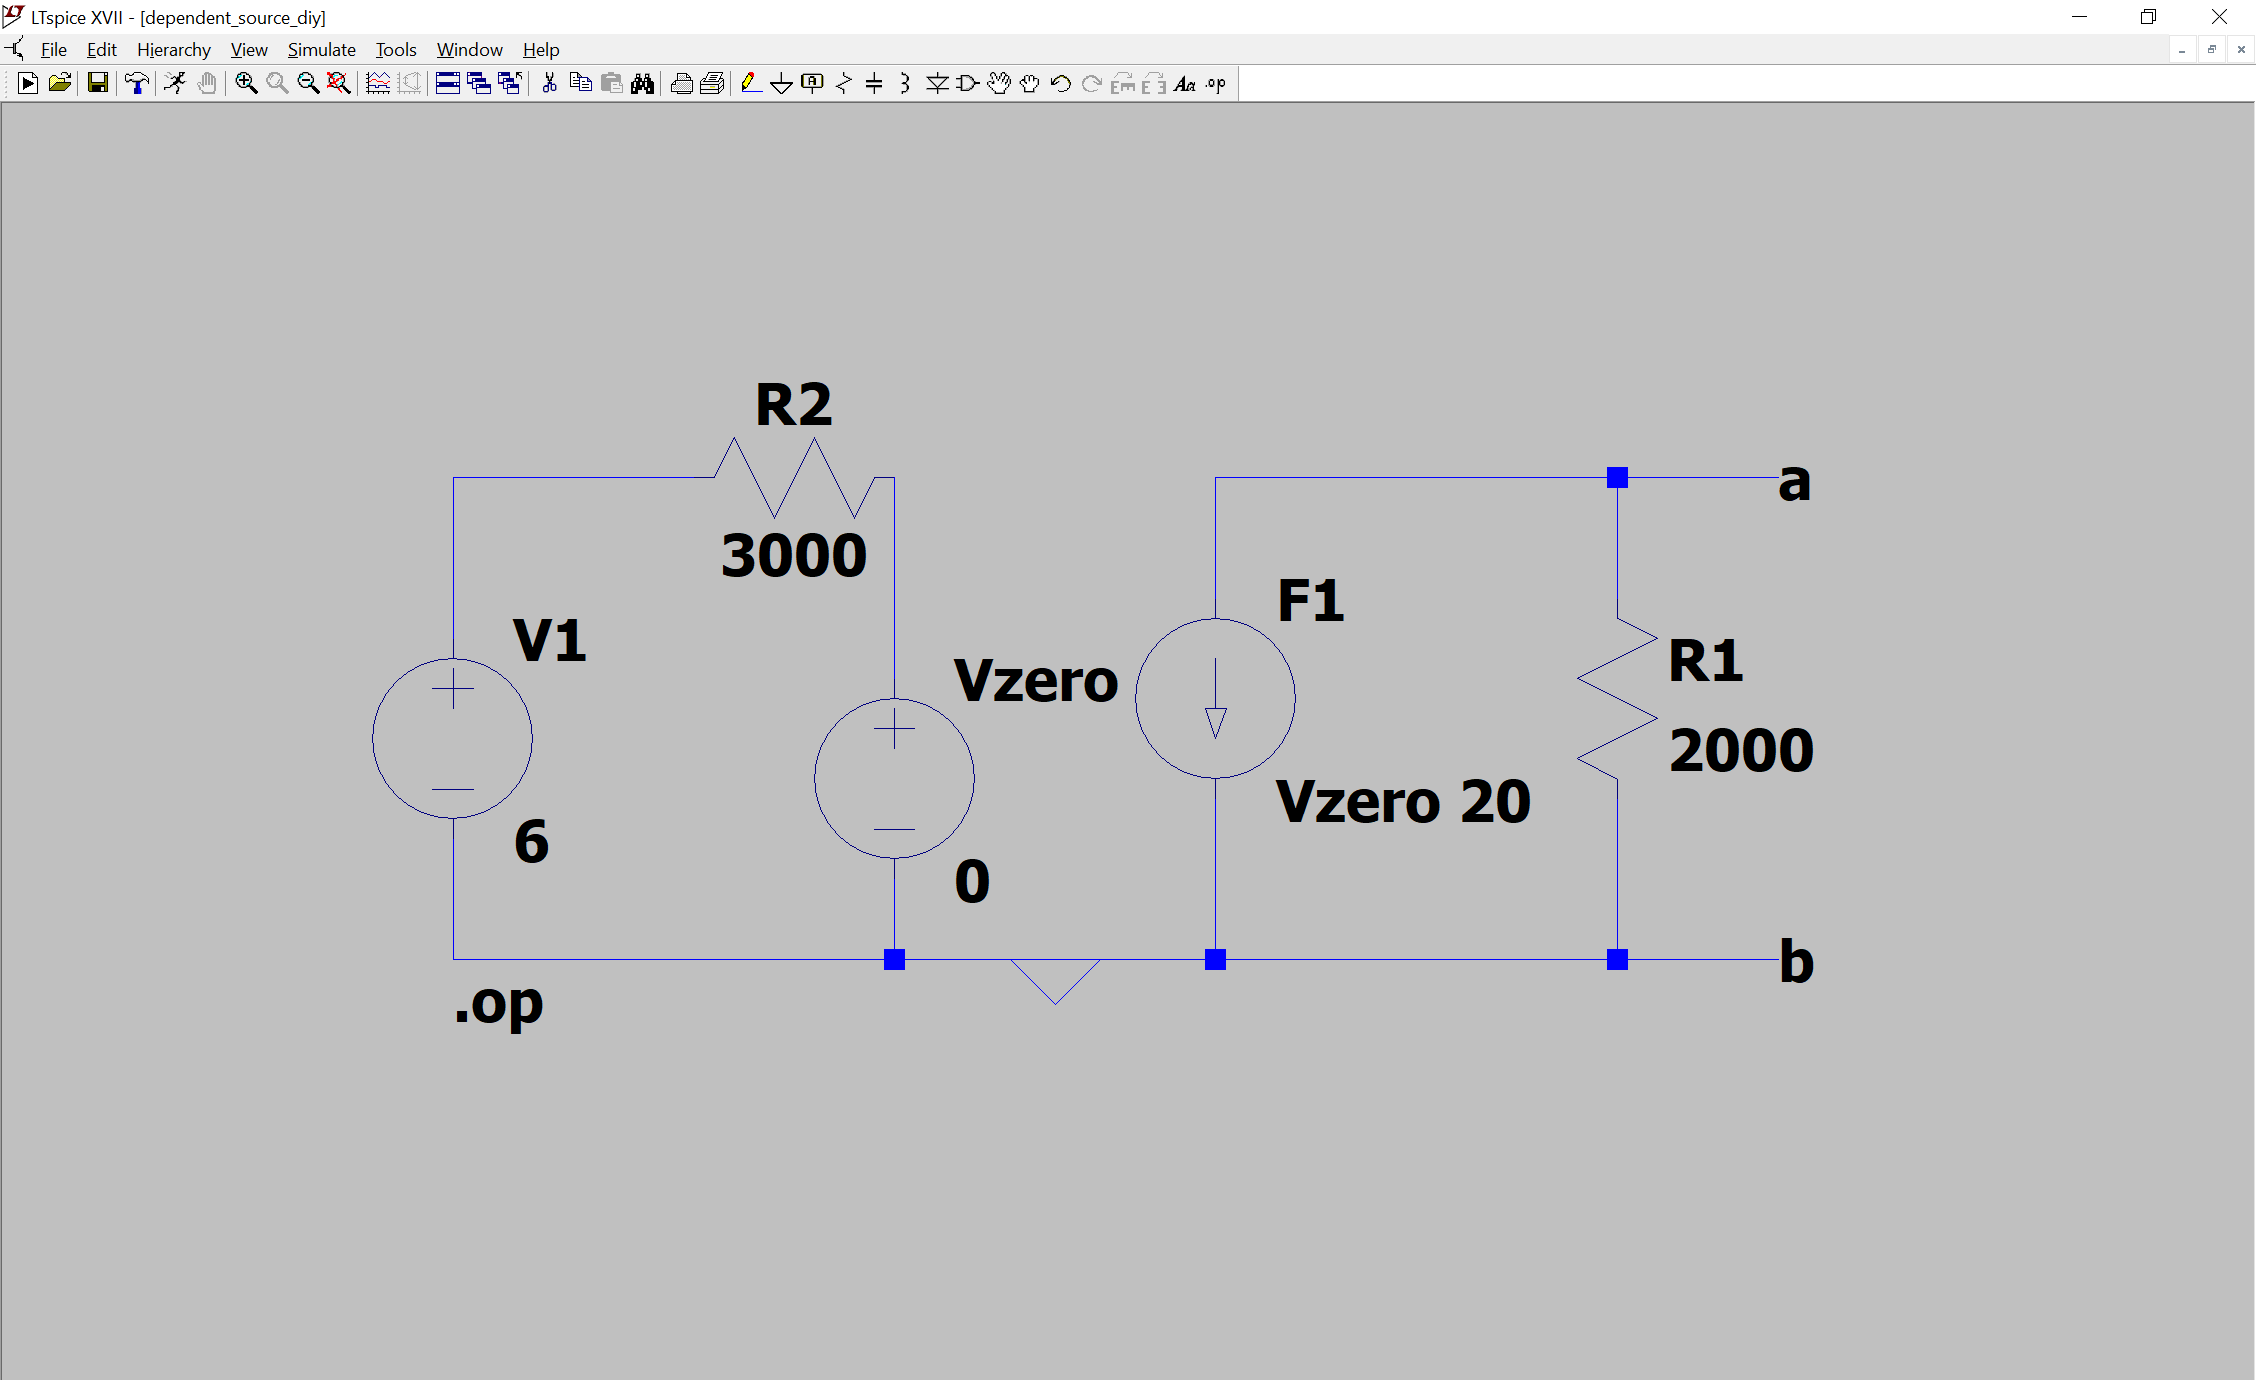 LTspice XVII - [dependent_source_diy]
File Edit Hierarchy View Simulate Tools Window Help
.op
R2
3000
a
F1
V1
R1
Vzero
2000
Vzero 20
6
0
b
.op